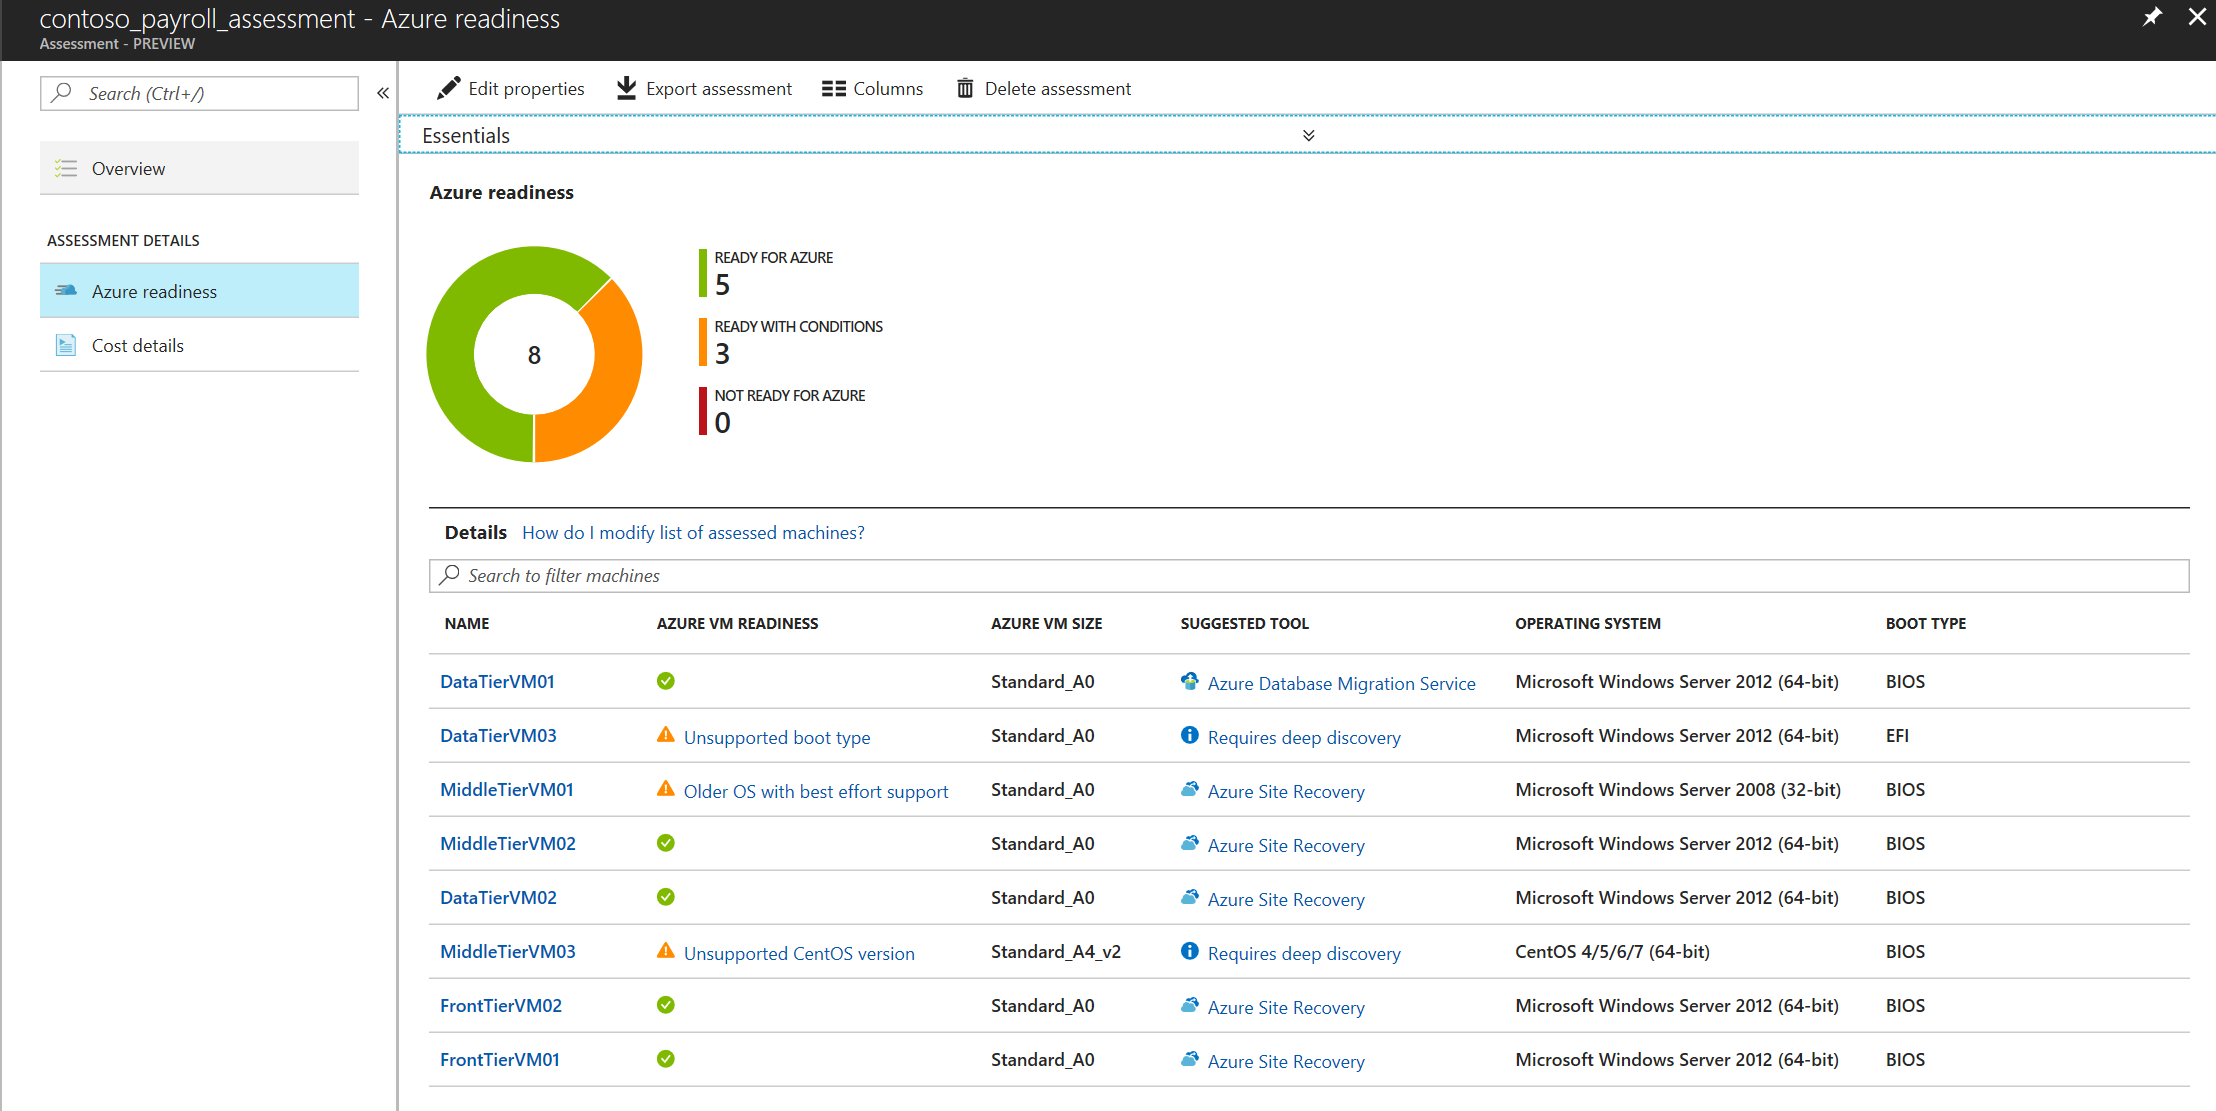 contoso_payroll_assessment - Azure readiness
Assessment - PREVIEW
Search (Ctrl+/)
«
Overview
ASSESSMENT DETAILS
Azure readiness
Cost details
Edit properties Export assessment Columns Delete assessment
Essentials
Azure readiness
8
READY FOR AZURE
5
READY WITH CONDITIONS
3
NOT READY FOR AZURE
0
Details How do I modify list of assessed machines?
Search to filter machines
NAME AZURE VM READINESS AZURE VM SIZE SUGGESTED TOOL OPERATING SYSTEM BOOT TYPE
DataTierVM01 Standard_A0 Azure Database Migration Service Microsoft Windows Server 2012 (64-bit) BIOS
DataTierVM03 Unsupported boot type Standard_A0 Requires deep discovery Microsoft Windows Server 2012 (64-bit) EFI
MiddleTierVM01 Older OS with best effort support Standard_A0 Azure Site Recovery Microsoft Windows Server 2008 (32-bit) BIOS
MiddleTierVM02 Standard_A0 Azure Site Recovery Microsoft Windows Server 2012 (64-bit) BIOS
DataTierVM02 Standard_A0 Azure Site Recovery Microsoft Windows Server 2012 (64-bit) BIOS
MiddleTierVM03 Unsupported CentOS version Standard_A4_v2 Requires deep discovery CentOS 4/5/6/7 (64-bit) BIOS
FrontTierVM02 Standard_A0 Azure Site Recovery Microsoft Windows Server 2012 (64-bit) BIOS
FrontTierVM01 Standard_A0 Azure Site Recovery Microsoft Windows Server 2012 (64-bit) BIOS